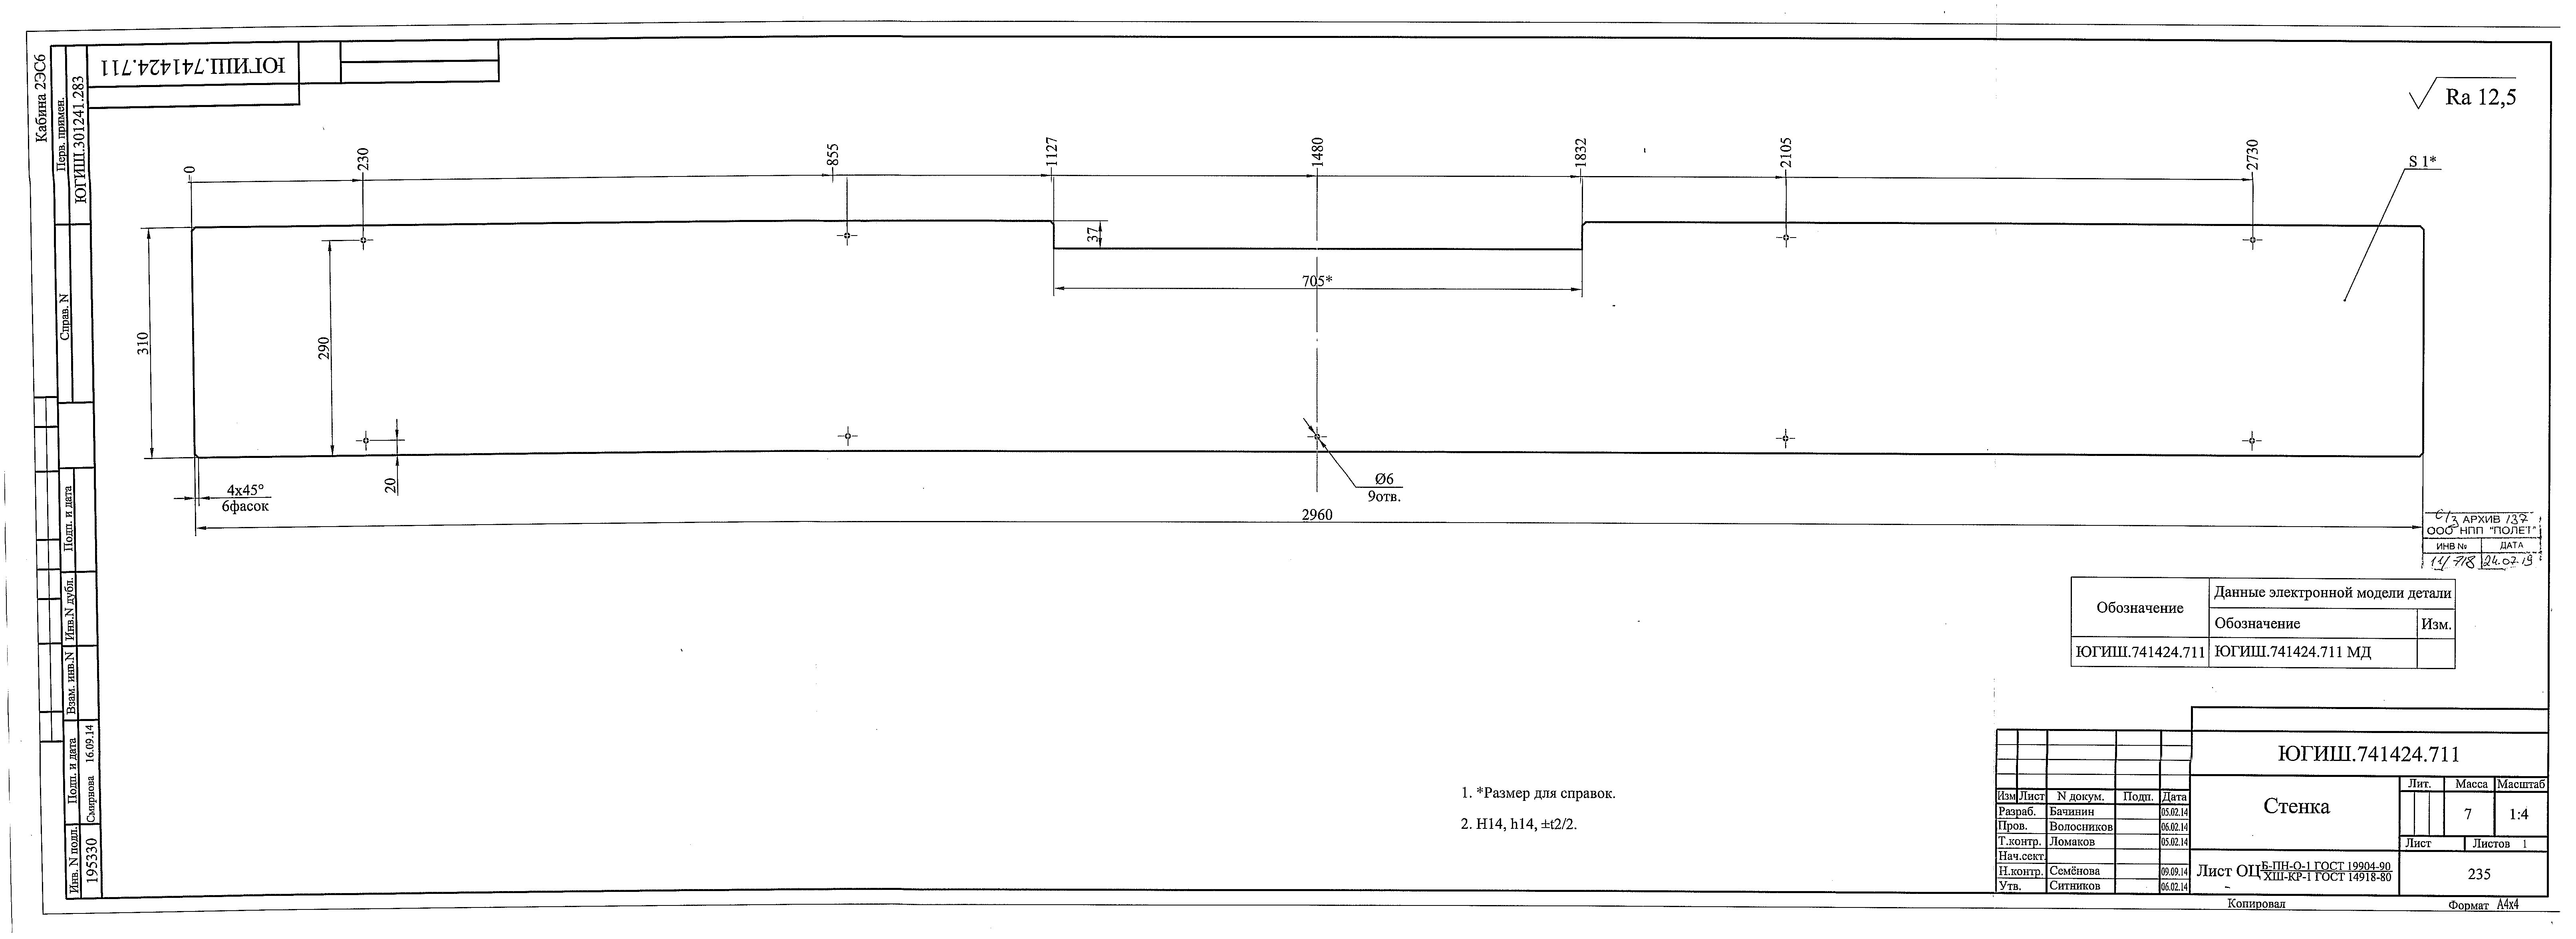 Кабина 2ЭС6
Перв. примен.
ЮГИШ.301241.283
ЮГИШ.741424.711
Справ. N
Подп. и дата
Инв.N дубл.
Взам. инв.N
Подп. и дата
Смирнова 16.09.14
Инв. N подл.
195330
Ra 12,5
0
230
855
1127
1480
1832
2105
2730
S 1*
37
705*
310
290
20
4x45°
6фасок
Ø6
9отв.
2960
С/з АРХИВ 137
ООО НПП "ПОЛЕТ"
ИНВ № ДАТА
11/718 24.07.19
Обозначение Данные электронной модели детали
Обозначение Изм.
ЮГИШ.741424.711 ЮГИШ.741424.711 МД
1. *Размер для справок.
2. H14, h14, ±t2/2.
ЮГИШ.741424.711
Изм Лист N докум. Подп. Дата
Разраб. Бачинин 05.02.14
Пров. Волосников 06.02.14
Т.контр. Ломаков 05.02.14
Нач.сект.
Н.контр. Семёнова 09.09.14
Утв. Ситников 06.02.14
Стенка
Лит. Масса Масштаб
7 1:4
Лист Листов 1
Лист ОЦ Б-ПН-О-1 ГОСТ 19904-90
ХШ-КР-1 ГОСТ 14918-80
235
Копировал Формат А4х4